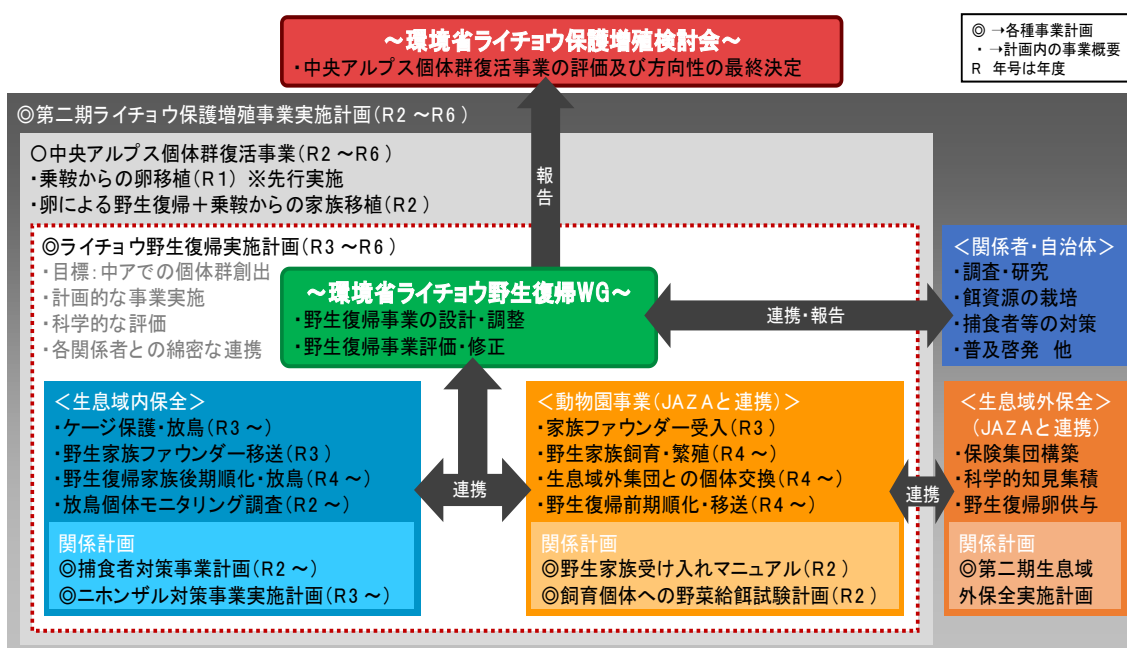 ～環境省ライチョウ保護増殖検討会～
・中央アルプス個体群復活事業の評価及び方向性の最終決定
◎ →各種事業計画
・ →計画内の事業概要
R 年号は年度
◎第二期ライチョウ保護増殖事業実施計画(R2～R6)
○中央アルプス個体群復活事業(R2～R6)
・乗鞍からの卵移植(R1) ※先行実施
・卵による野生復帰＋乗鞍からの家族移植(R2)
報告
◎ライチョウ野生復帰実施計画(R3～R6)
・目標：中アでの個体群創出
・計画的な事業実施
・科学的な評価
・各関係者との綿密な連携
～環境省ライチョウ野生復帰WG～
・野生復帰事業の設計・調整
・野生復帰事業評価・修正
連携・報告
＜関係者・自治体＞
・調査・研究
・餌資源の栽培
・捕食者等の対策
・普及啓発 他
＜生息域内保全＞
・ケージ保護・放鳥(R3～)
・野生家族ファウンダー移送(R3)
・野生復帰家族後期順化・放鳥(R4～)
・放鳥個体モニタリング調査(R2～)
関係計画
◎捕食者対策事業計画(R2～)
◎ニホンザル対策事業実施計画(R3～)
連携
＜動物園事業(JAZAと連携)＞
・家族ファウンダー受入(R3)
・野生家族飼育・繁殖(R4～)
・生息域外集団との個体交換(R4～)
・野生復帰前期順化・移送(R4～)
関係計画
◎野生家族受け入れマニュアル(R2)
◎飼育個体への野菜給餌試験計画(R2)
連携
＜生息域外保全＞
(JAZAと連携)
・保険集団構築
・科学的知見集積
・野生復帰卵供与
関係計画
◎第二期生息域
外保全実施計画